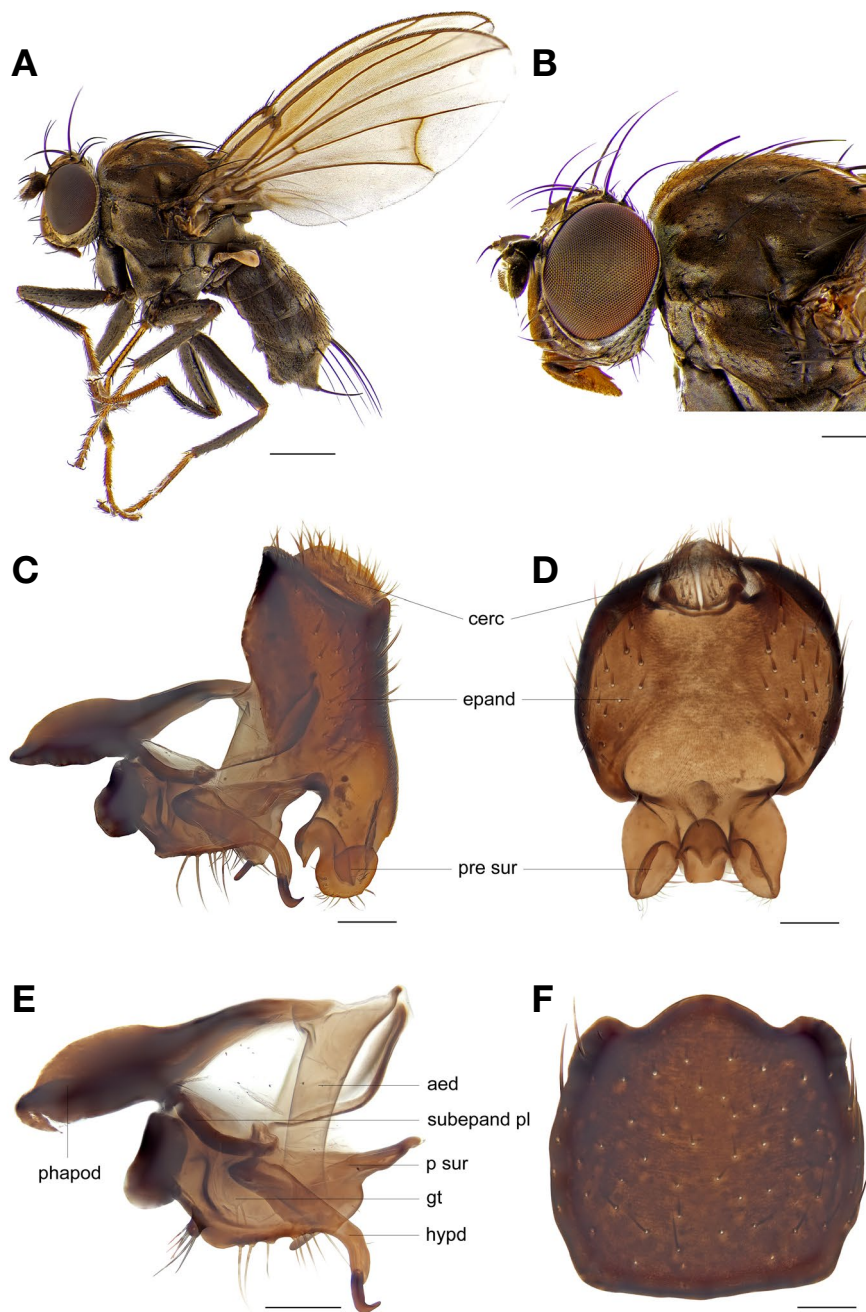 A
B
C
D
cerc
epand
pre sur
E
F
aed
subepand pl
p sur
phapod
gt
hypd